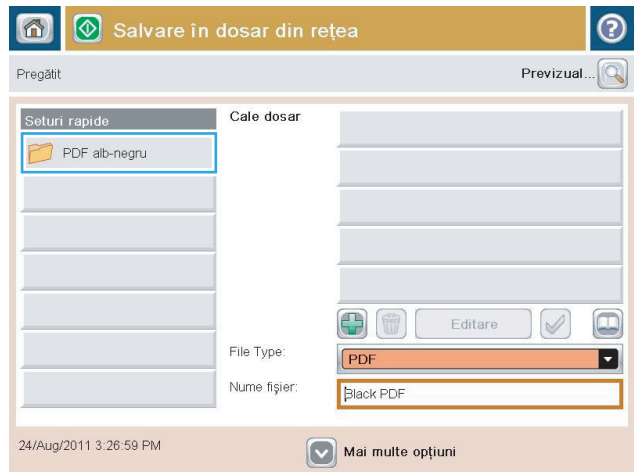 Salvare în dosar din rețea
Pregătit
Previzual...
Seturi rapide
Cale dosar
PDF alb-negru
Editare
File Type:
PDF
Nume fișier:
Black PDF
24/Aug/2011 3:26:59 PM
Mai multe opțiuni